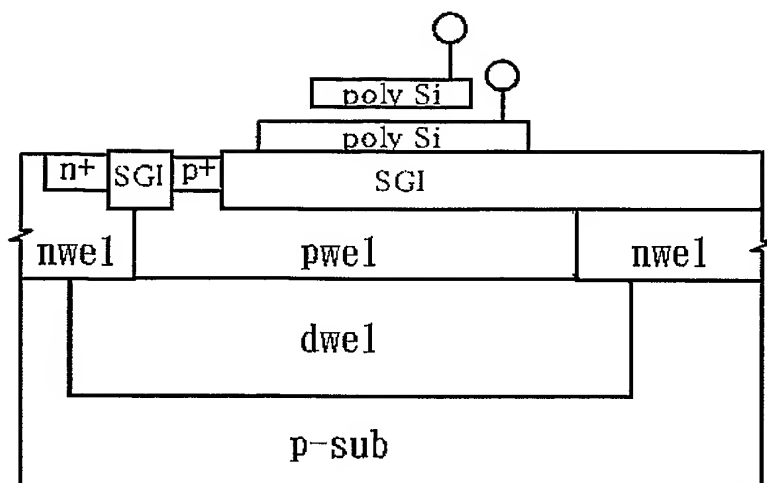 poly Si
poly Si
n+ SGI p+ SGI
nwel pwel nwel
dwel
p-sub